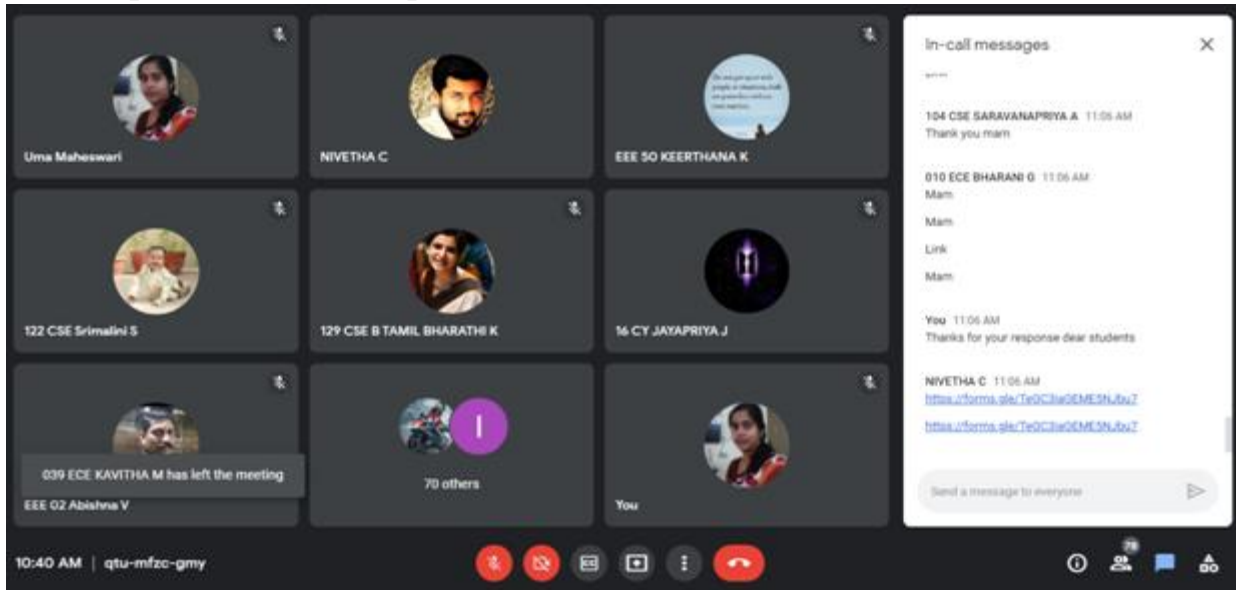 Uma Maheswari
NIVETHA C
EEE 50 KEERTHANA K
122 CSE Srimalini S
129 CSE B TAMIL BHARATHI K
16 CY JAYAPRIYA J
039 ECE KAVITHA M has left the meeting
EEE 02 Abishna V
I
70 others
You
10:40 AM | qtu-mfzc-gmy
CC
78
In-call messages
104 CSE SARAVANAPRIYA A 11:06 AM
Thank you mam
010 ECE BHARANI G 11:06 AM
Mam
Mam
Link
Mam
You 11:06 AM
Thanks for your response dear students
NIVETHA C 11:06 AM
Send a message to everyone